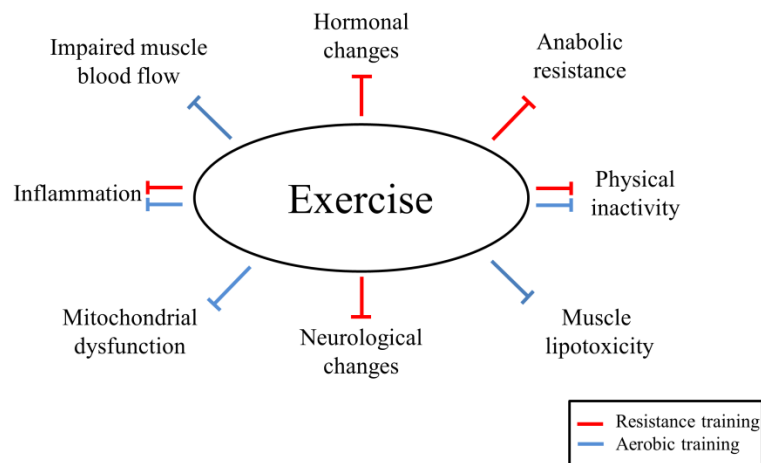 Hormonal
changes
Impaired muscle
blood flow
Anabolic
resistance
Inflammation
Exercise
Physical
inactivity
Mitochondrial
dysfunction
Neurological
changes
Muscle
lipotoxicity
Resistance training
Aerobic training